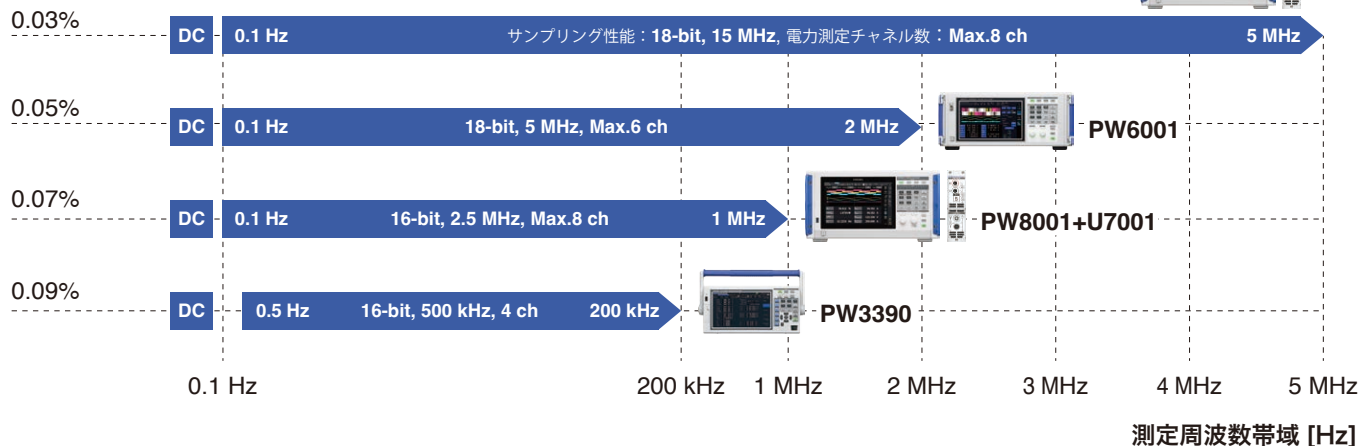 0.03%
DC 0.1 Hz サンプリング性能：18-bit, 15 MHz, 電力測定チャネル数：Max.8 ch 5 MHz
0.05%
DC 0.1 Hz 18-bit, 5 MHz, Max.6 ch 2 MHz PW6001
0.07%
DC 0.1 Hz 16-bit, 2.5 MHz, Max.8 ch 1 MHz PW8001+U7001
0.09%
DC 0.5 Hz 16-bit, 500 kHz, 4 ch 200 kHz PW3390
0.1 Hz 200 kHz 1 MHz 2 MHz 3 MHz 4 MHz 5 MHz
測定周波数帯域 [Hz]